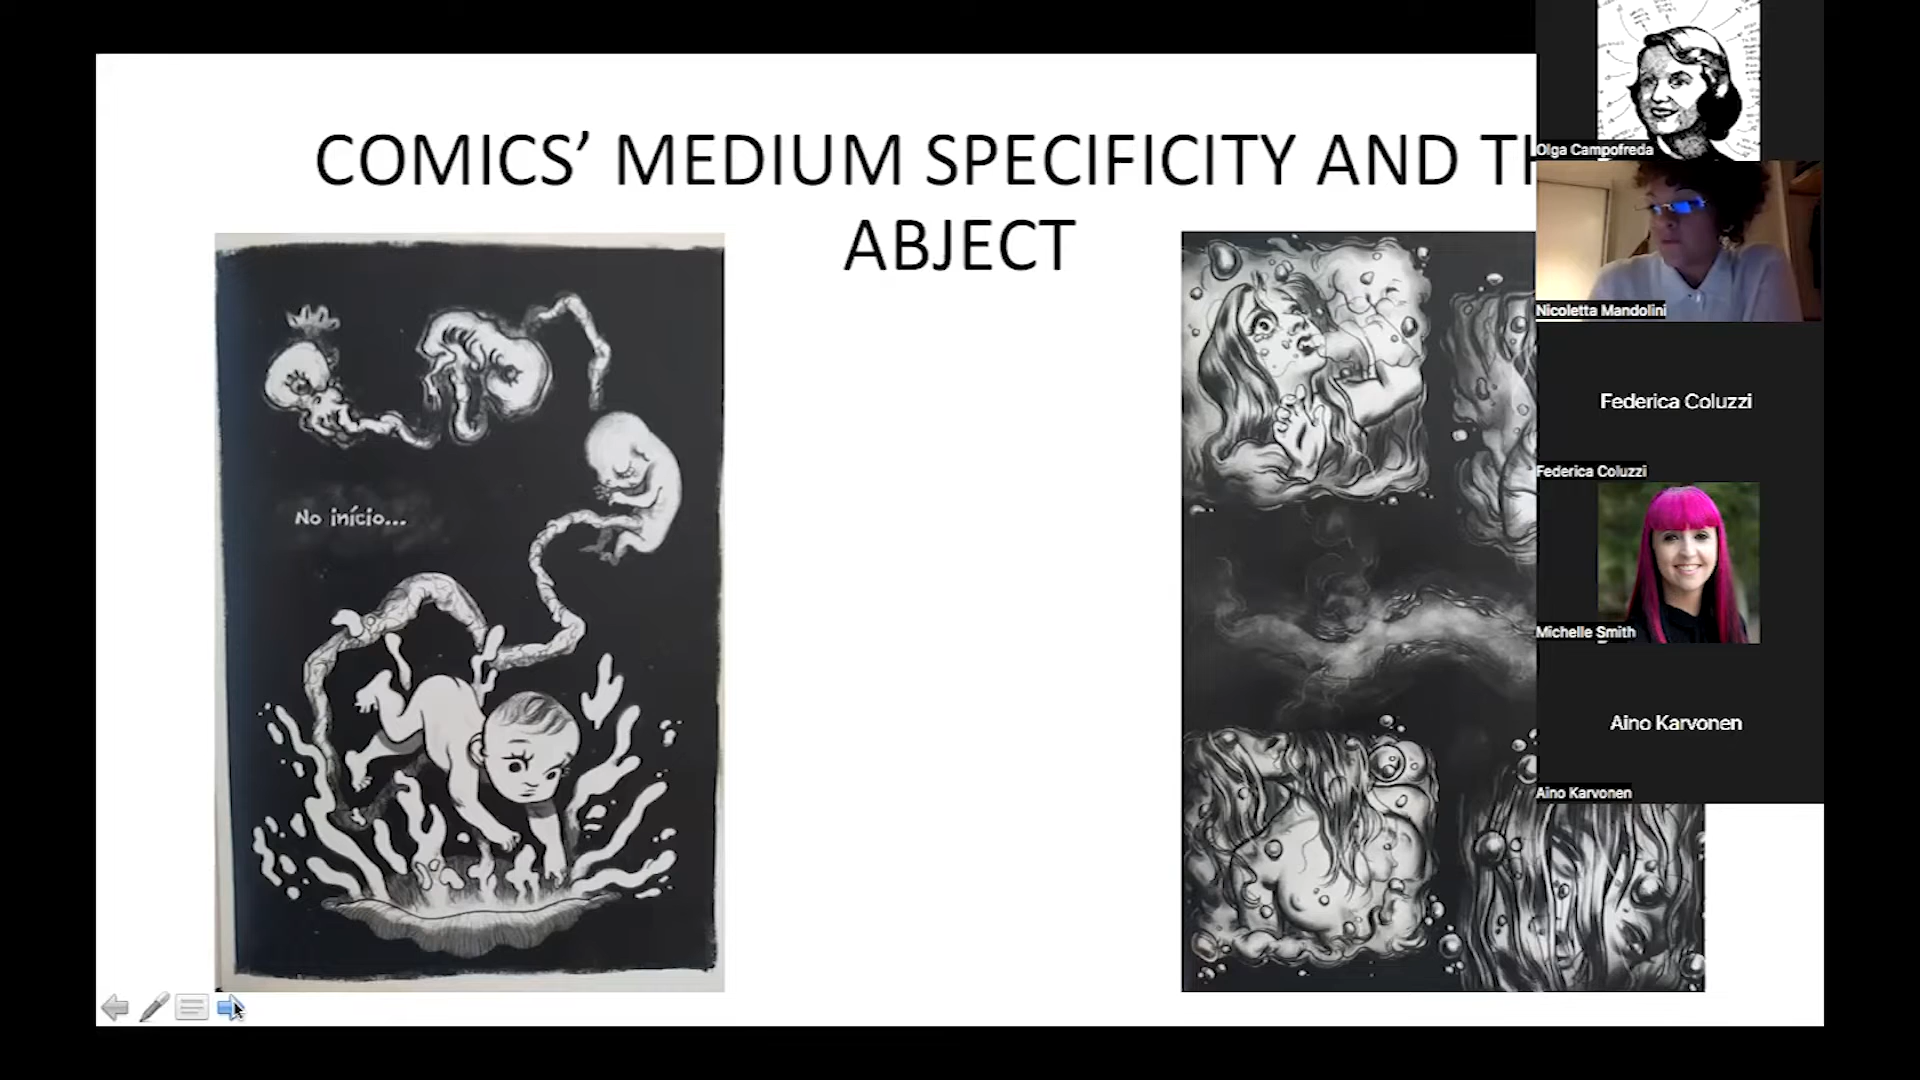 COMICS’ MEDIUM SPECIFICITY AND TH
ABJECT
No início...
Olga Campofreda
Nicoletta Mandolini
Federica Coluzzi
Federica Coluzzi
Michelle Smith
Aino Karvonen
Aino Karvonen